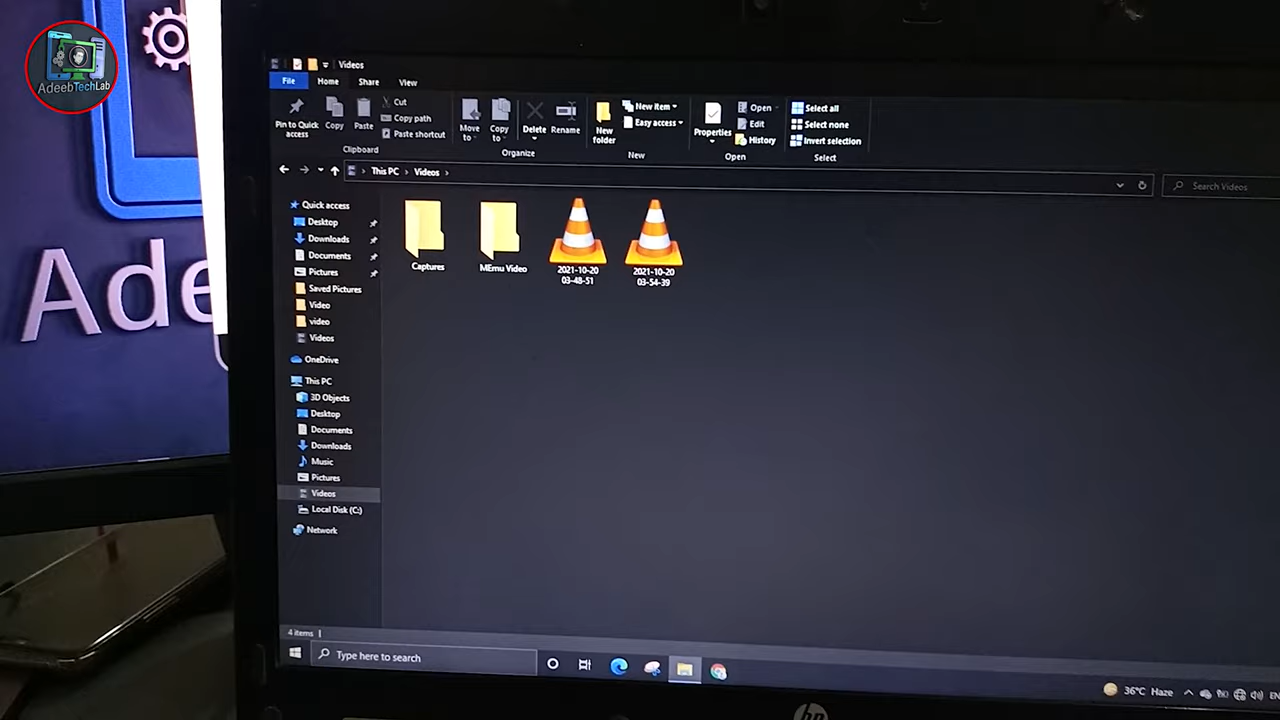 AdeebTechLab
Ade
Videos
File Home Share View
Pin to Quick access
Copy
Paste
Cut
Copy path
Paste shortcut
Clipboard
Move to
Copy to
Delete
Rename
Organize
New folder
New item
Easy access
New
Properties
Open
Edit
History
Open
Select all
Select none
Invert selection
Select
This PC > Videos >
Search Videos
Quick access
Desktop
Downloads
Documents
Pictures
Saved Pictures
Video
video
Videos
OneDrive
This PC
3D Objects
Desktop
Documents
Downloads
Music
Pictures
Videos
Local Disk (C:)
Network
Captures
MEmu Video
2021-10-20
03-48-51
2021-10-20
03-54-39
4 items
Type here to search
36°C Haze
EN
hp